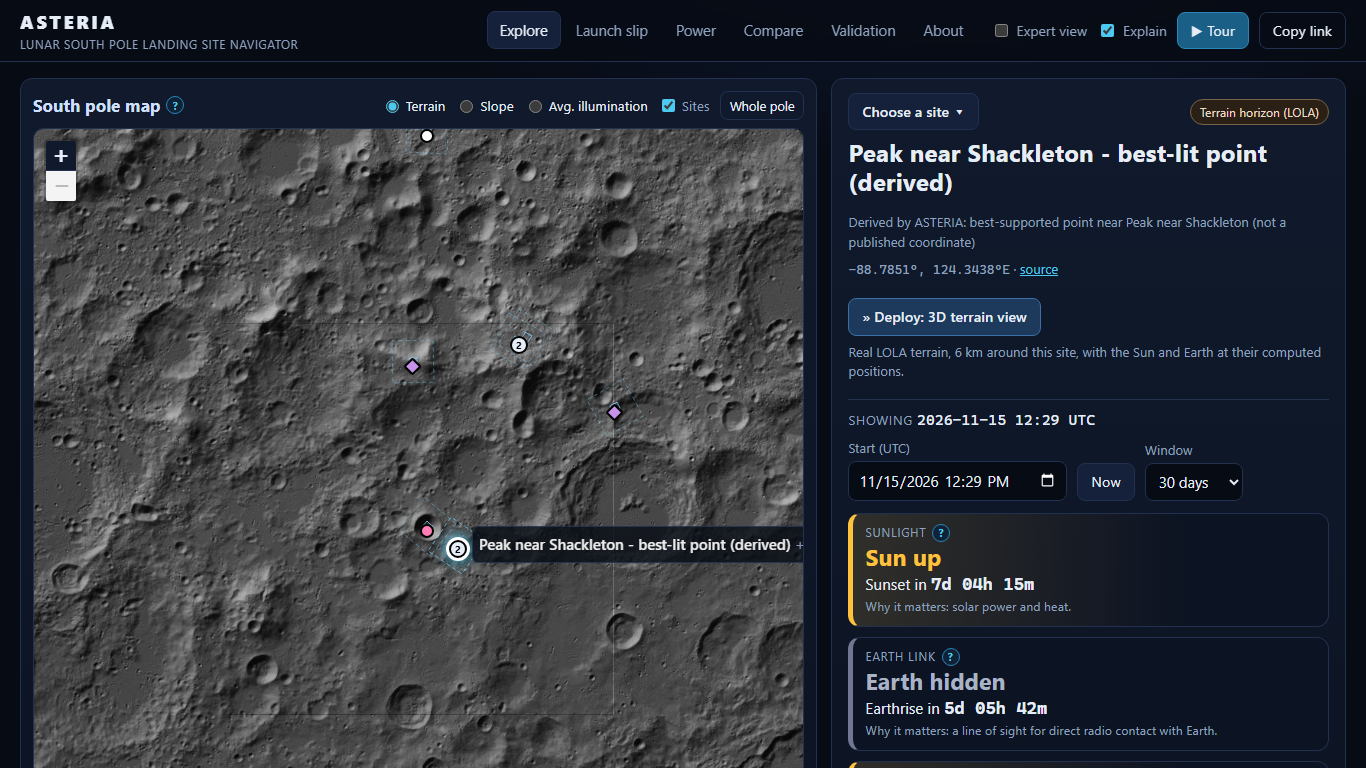 ASTERIA
LUNAR SOUTH POLE LANDING SITE NAVIGATOR
Explore
Launch slip
Power
Compare
Validation
About
Expert view
Explain
▶ Tour
Copy link
South pole map ?
Terrain
Slope
Avg. illumination
Sites
Whole pole
+
−
2
2
Peak near Shackleton - best-lit point (derived) +
Choose a site ▾
Terrain horizon (LOLA)
Peak near Shackleton - best-lit point
(derived)
Derived by ASTERIA: best-supported point near Peak near Shackleton (not a
published coordinate)
−88.7851°, 124.3438°E · source
» Deploy: 3D terrain view
Real LOLA terrain, 6 km around this site, with the Sun and Earth at their computed
positions.
SHOWING 2026−11−15 12:29 UTC
Start (UTC)
Window
11/15/2026 12:29 PM
Now
30 days
SUNLIGHT ?
Sun up
Sunset in 7d 04h 15m
Why it matters: solar power and heat.
EARTH LINK ?
Earth hidden
Earthrise in 5d 05h 42m
Why it matters: a line of sight for direct radio contact with Earth.